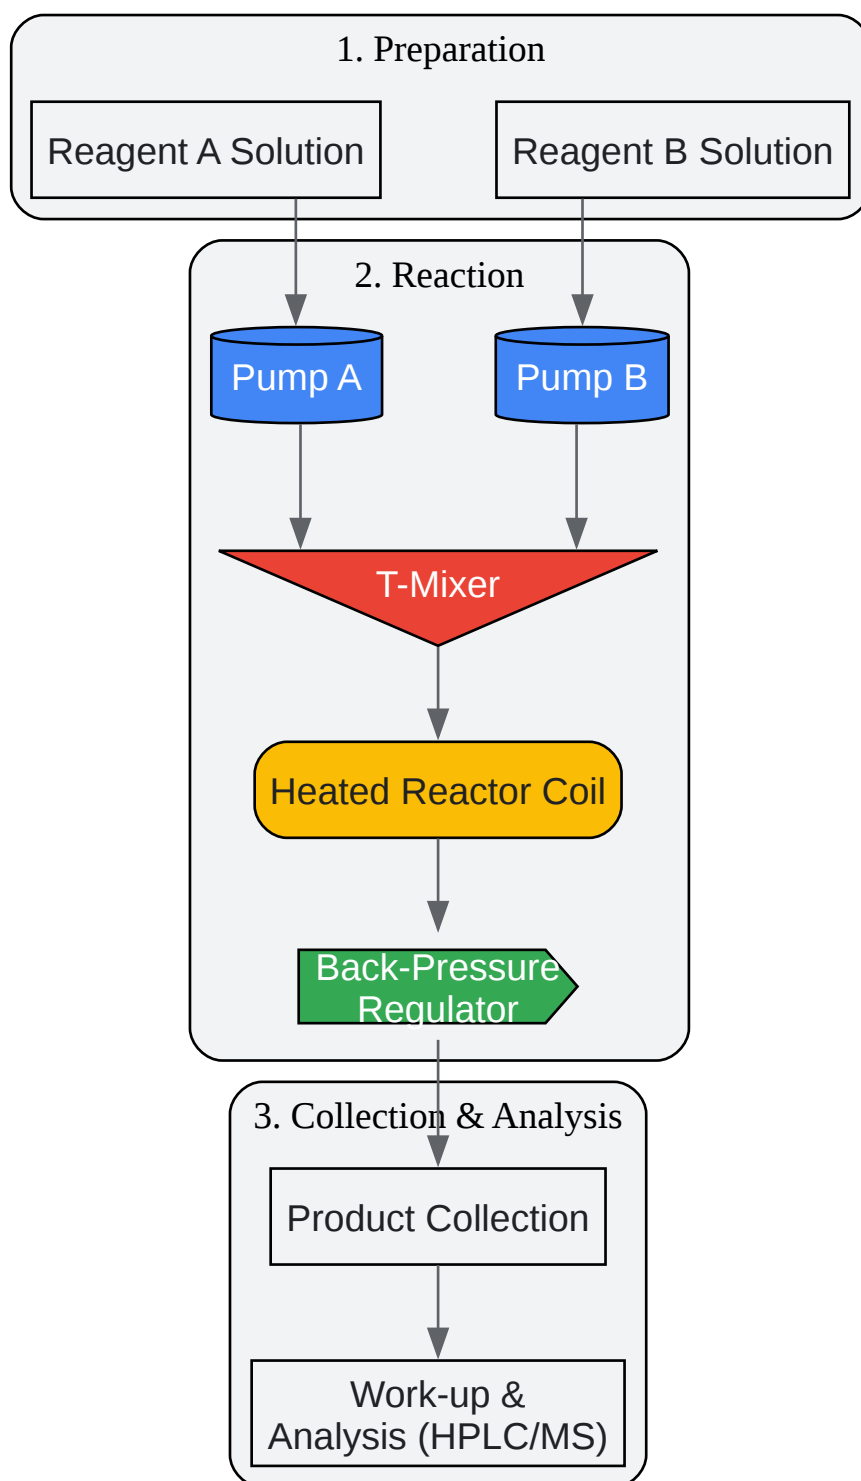 1. Preparation
Reagent A Solution
Reagent B Solution
2. Reaction
Pump A
Pump B
T-Mixer
Heated Reactor Coil
Back-Pressure
Regulator
3. Collection & Analysis
Product Collection
Work-up &
Analysis (HPLC/MS)